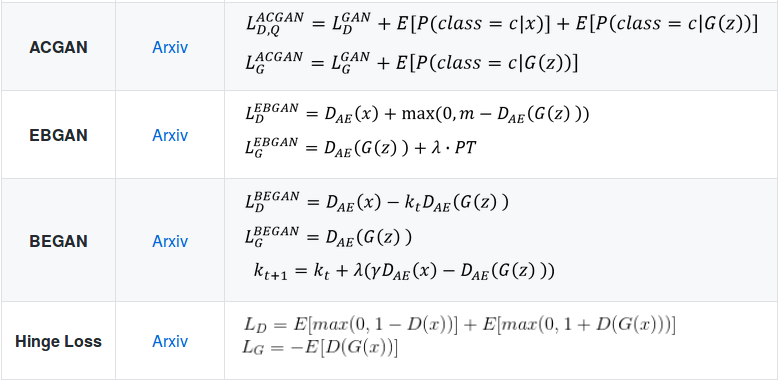 ACGAN Arxiv
L_{D,Q}^{ACGAN} = L_D^{GAN} + E[P(class = c|x)] + E[P(class = c|G(z))]
L_G^{ACGAN} = L_G^{GAN} + E[P(class = c|G(z))]
EBGAN Arxiv
L_D^{EBGAN} = D_{AE}(x) + max(0, m − D_{AE}(G(z)))
L_G^{EBGAN} = D_{AE}(G(z)) + λ · PT
BEGAN Arxiv
L_D^{BEGAN} = D_{AE}(x) − k_t D_{AE}(G(z))
L_G^{BEGAN} = D_{AE}(G(z))
k_{t+1} = k_t + λ(γD_{AE}(x) − D_{AE}(G(z)))
Hinge Loss Arxiv
L_D = E[max(0, 1 − D(x))] + E[max(0, 1 + D(G(x)))]
L_G = −E[D(G(x))]